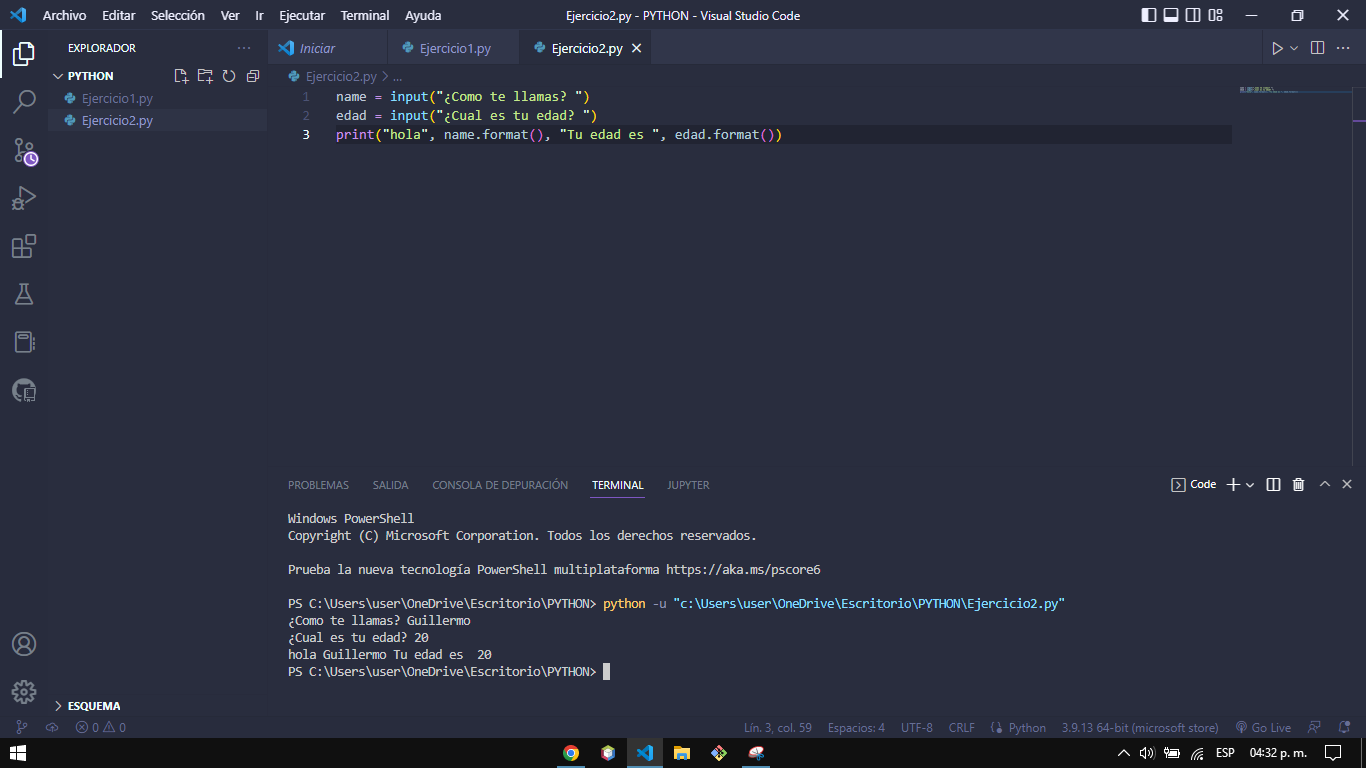 Archivo Editar Selección Ver Ir Ejecutar Terminal Ayuda Ejercicio2.py - PYTHON - Visual Studio Code
EXPLORADOR
PYTHON
Ejercicio1.py
Ejercicio2.py
ESQUEMA
Iniciar Ejercicio1.py Ejercicio2.py
Ejercicio2.py > ...
1 name = input("¿Como te llamas? ")
2 edad = input("¿Cual es tu edad? ")
3 print("hola", name.format(), "Tu edad es ", edad.format())
PROBLEMAS SALIDA CONSOLA DE DEPURACIÓN TERMINAL JUPYTER Code
Windows PowerShell
Copyright (C) Microsoft Corporation. Todos los derechos reservados.
Prueba la nueva tecnología PowerShell multiplataforma https://aka.ms/pscore6
PS C:\Users\user\OneDrive\Escritorio\PYTHON> python -u "c:\Users\user\OneDrive\Escritorio\PYTHON\Ejercicio2.py"
¿Como te llamas? Guillermo
¿Cual es tu edad? 20
hola Guillermo Tu edad es  20
PS C:\Users\user\OneDrive\Escritorio\PYTHON>
0 0 Lín. 3, col. 59 Espacios: 4 UTF-8 CRLF Python 3.9.13 64-bit (microsoft store) Go Live
ESP 04:32 p. m.